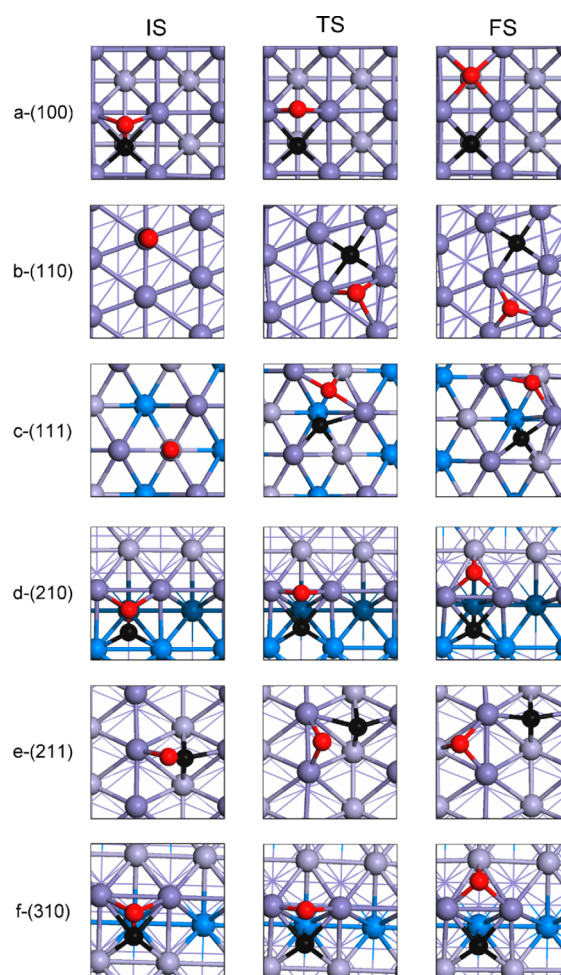 IS TS FS
a-(100)
b-(110)
c-(111)
d-(210)
e-(211)
f-(310)